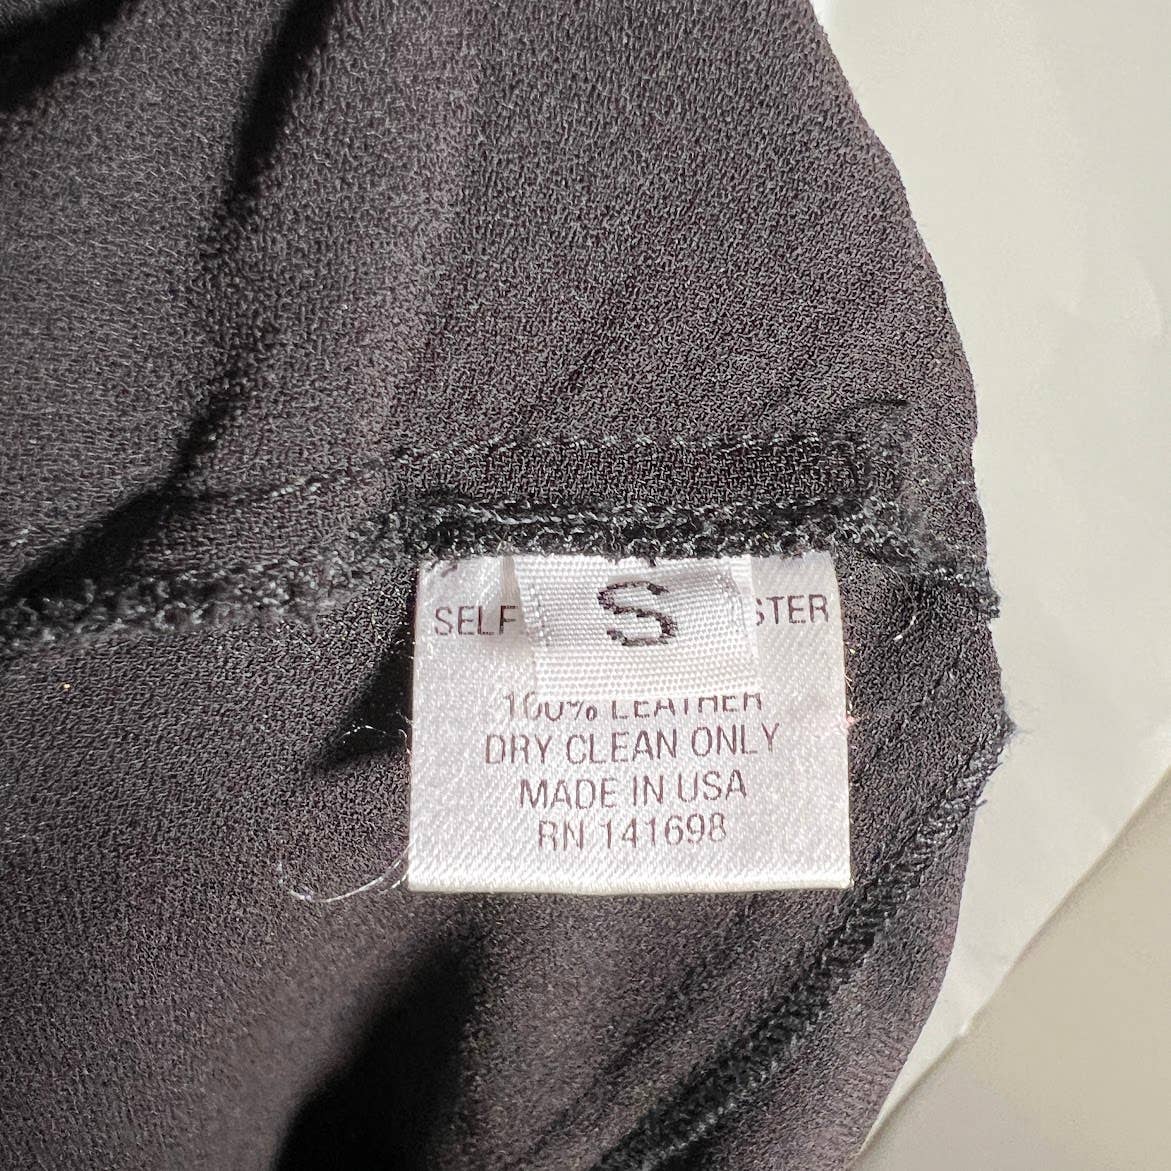 S
SELF STER
100% LEATHER
DRY CLEAN ONLY
MADE IN USA
RN 141698